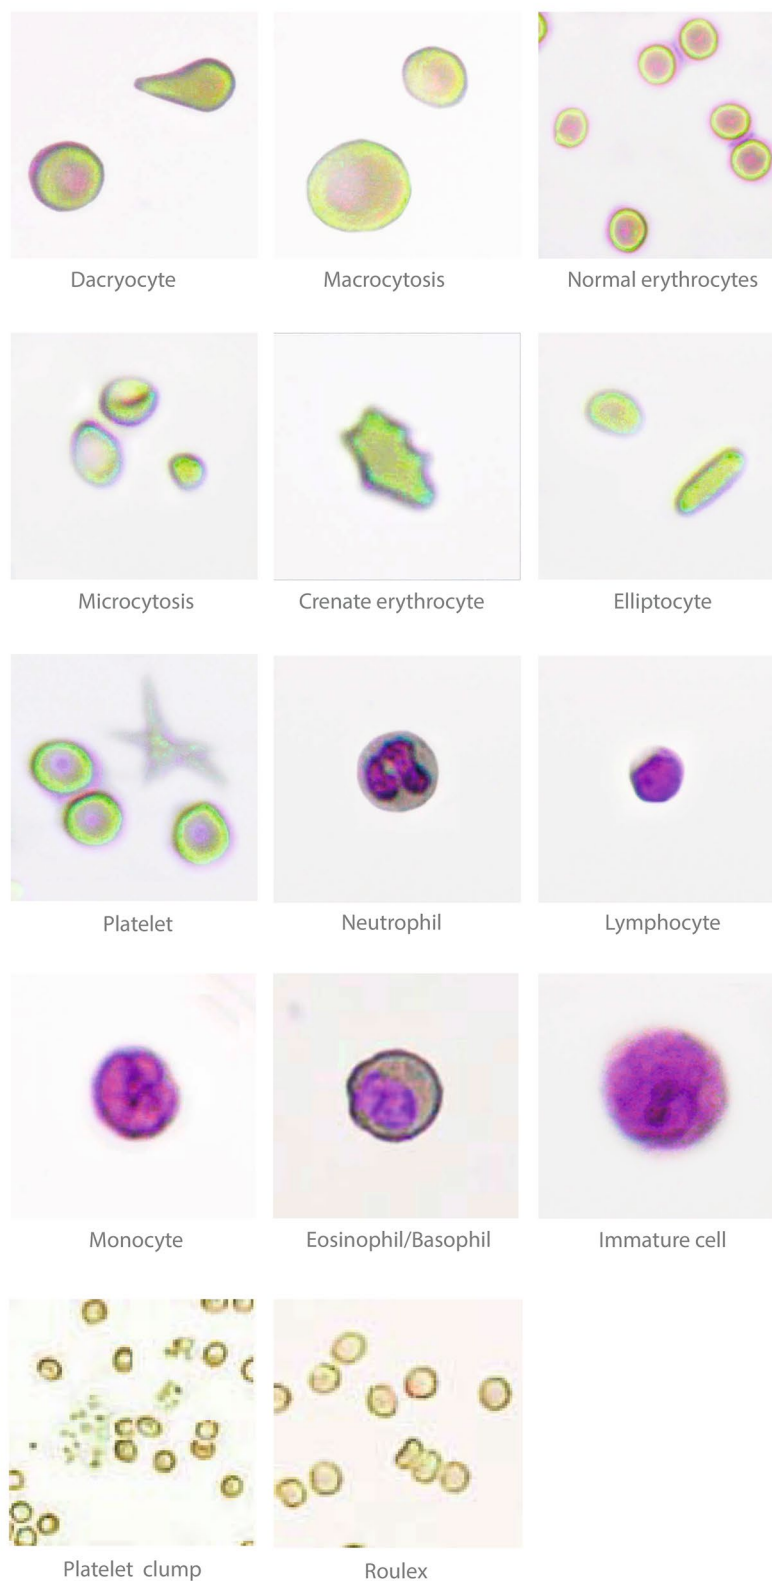 Dacryocyte
Macrocytosis
Normal erythrocytes
Microcytosis
Crenate erythrocyte
Elliptocyte
Platelet
Neutrophil
Lymphocyte
Monocyte
Eosinophil/Basophil
Immature cell
Platelet clump
Roulex